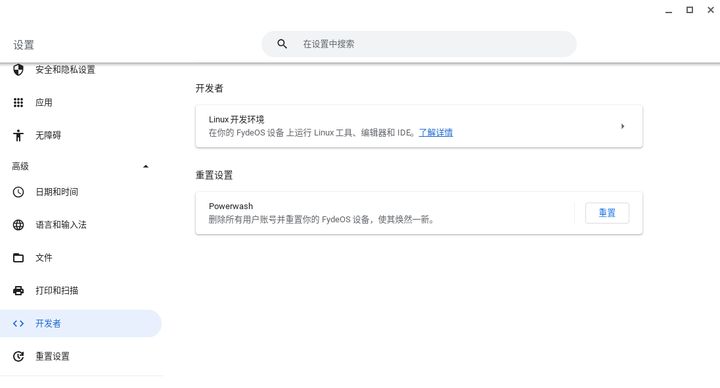 设置
在设置中搜索
安全和隐私设置
应用
无障碍
高级
日期和时间
语言和输入法
文件
打印和扫描
开发者
重置设置
开发者
Linux 开发环境
在你的 FydeOS 设备 上运行 Linux 工具、编辑器和 IDE。了解详情
重置设置
Powerwash
删除所有用户账号并重置你的 FydeOS 设备，使其焕然一新。
重置